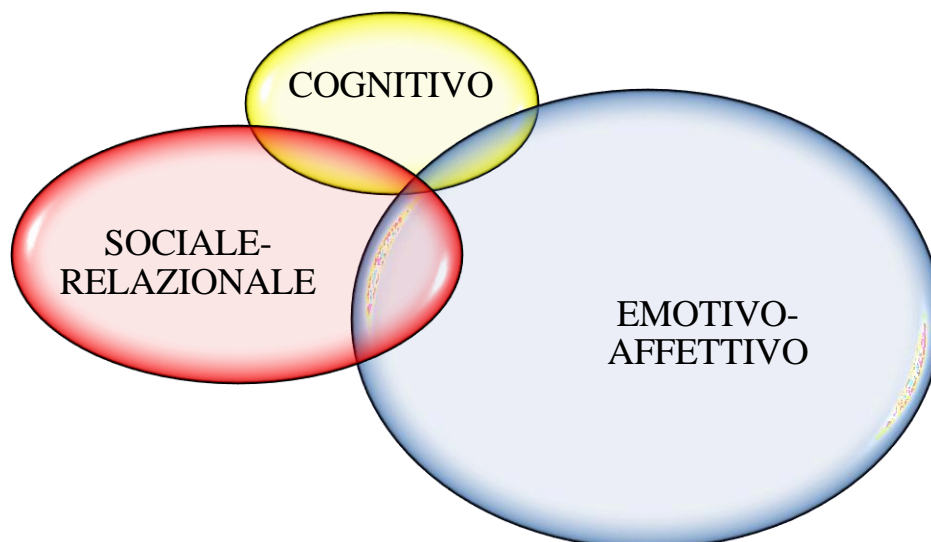 COGNITIVO
SOCIALE-
RELAZIONALE
EMOTIVO-
AFFETTIVO